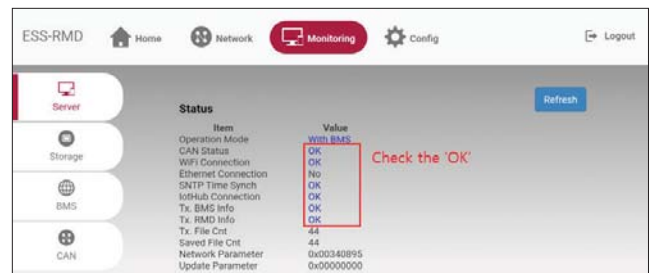 ESS-RMD Home Network Monitoring Config Logout
Server
Storage
BMS
CAN
Refresh
Status
Item Value
Operation Mode With BMS
CAN Status OK
WiFi Connection OK
Ethernet Connection No
SNTP Time Synch OK
IotHub Connection OK
Tx. BMS Info OK
Tx. RMD Info OK
Tx. File Cnt 44
Saved File Cnt 44
Network Parameter 0x00340895
Update Parameter 0x00000000
Check the 'OK'